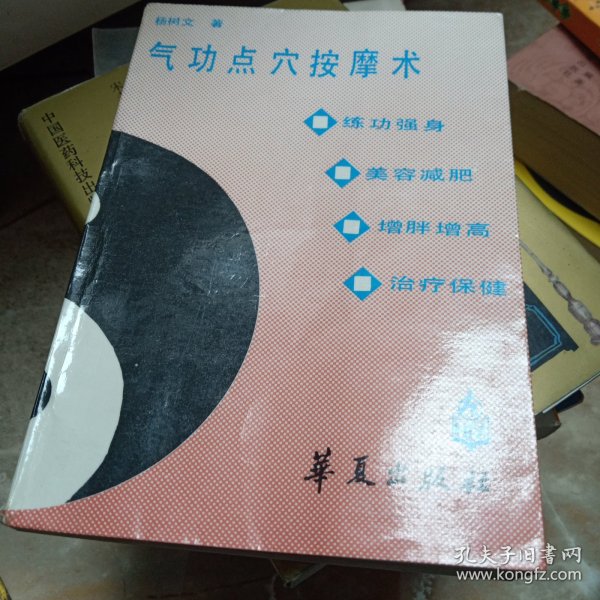 杨树文 著
气功点穴按摩术
练功强身
美容减肥
增胖增高
治疗保健
華夏出版社
中国医药科技出
孔夫子旧书网
www.kongfz.com